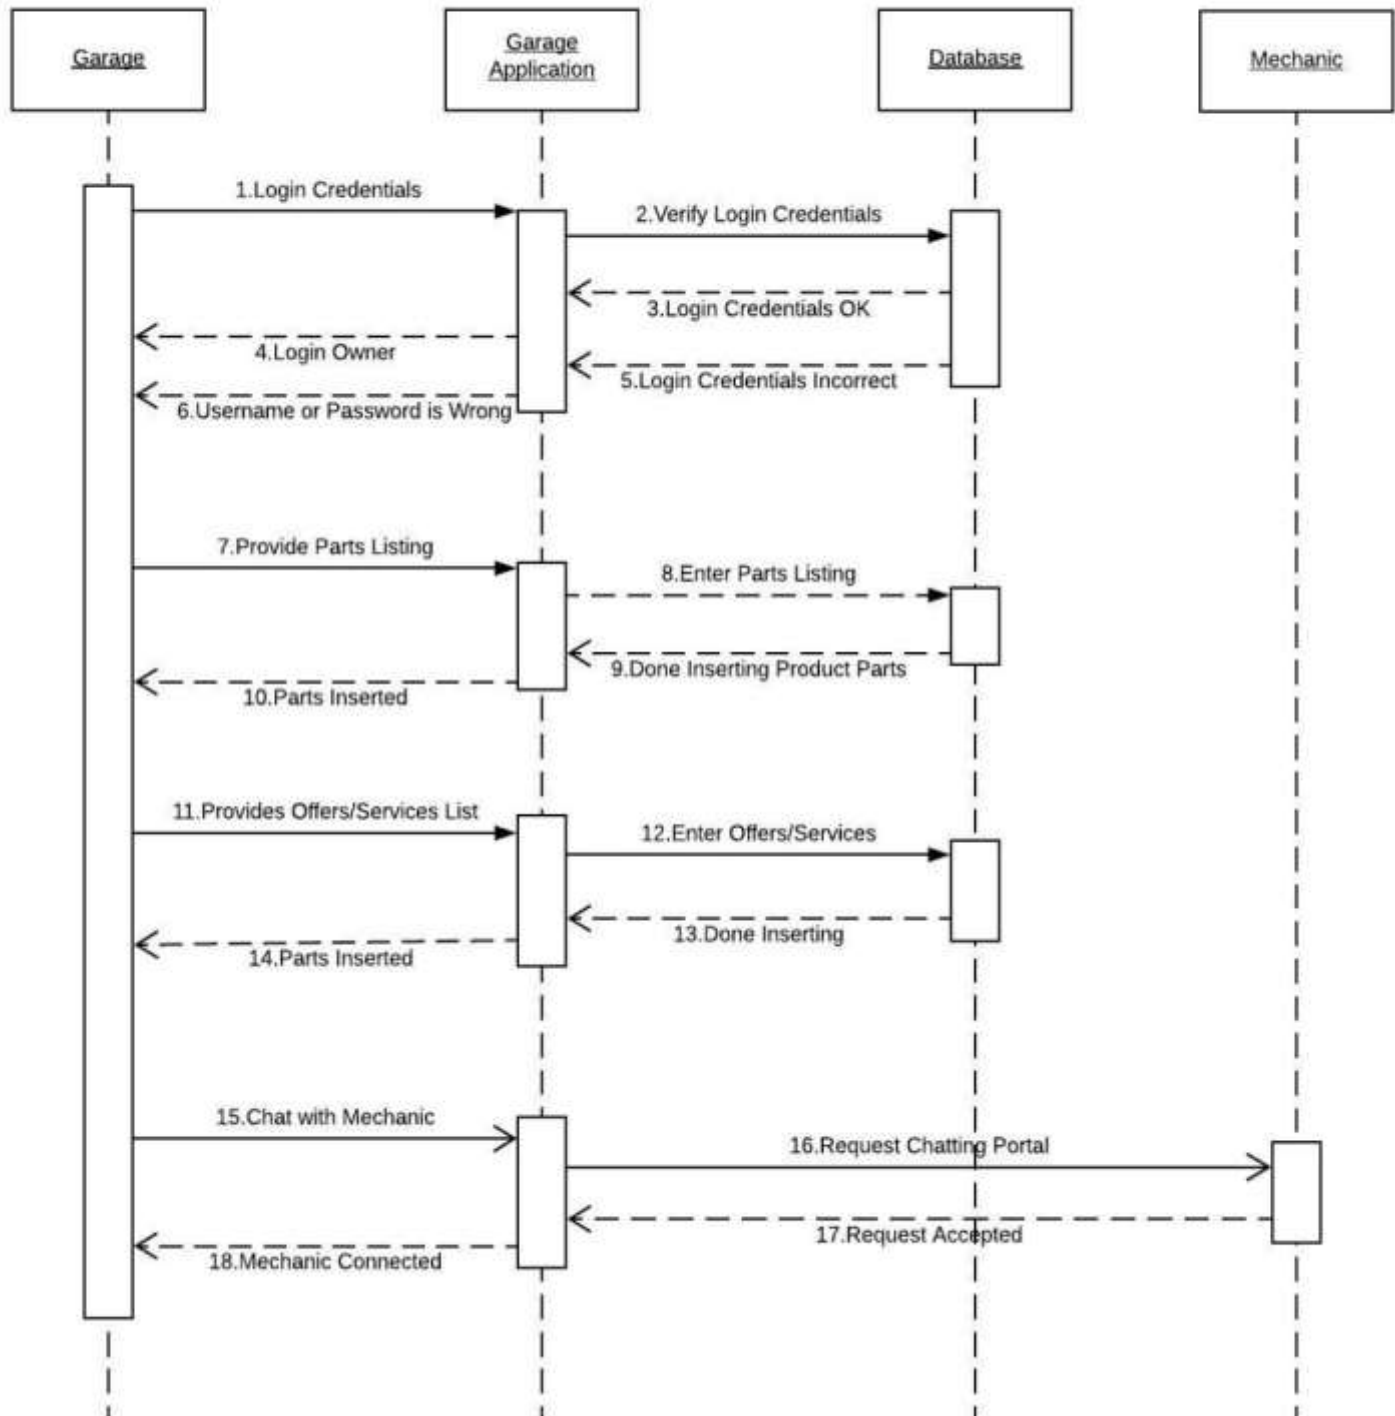 Garage
Garage
Application
Database
Mechanic
1.Login Credentials
2.Verify Login Credentials
3.Login Credentials OK
4.Login Owner
5.Login Credentials Incorrect
6.Username or Password is Wrong
7.Provide Parts Listing
8.Enter Parts Listing
9.Done Inserting Product Parts
10.Parts Inserted
11.Provides Offers/Services List
12.Enter Offers/Services
13.Done Inserting
14.Parts Inserted
15.Chat with Mechanic
16.Request Chatting Portal
17.Request Accepted
18.Mechanic Connected